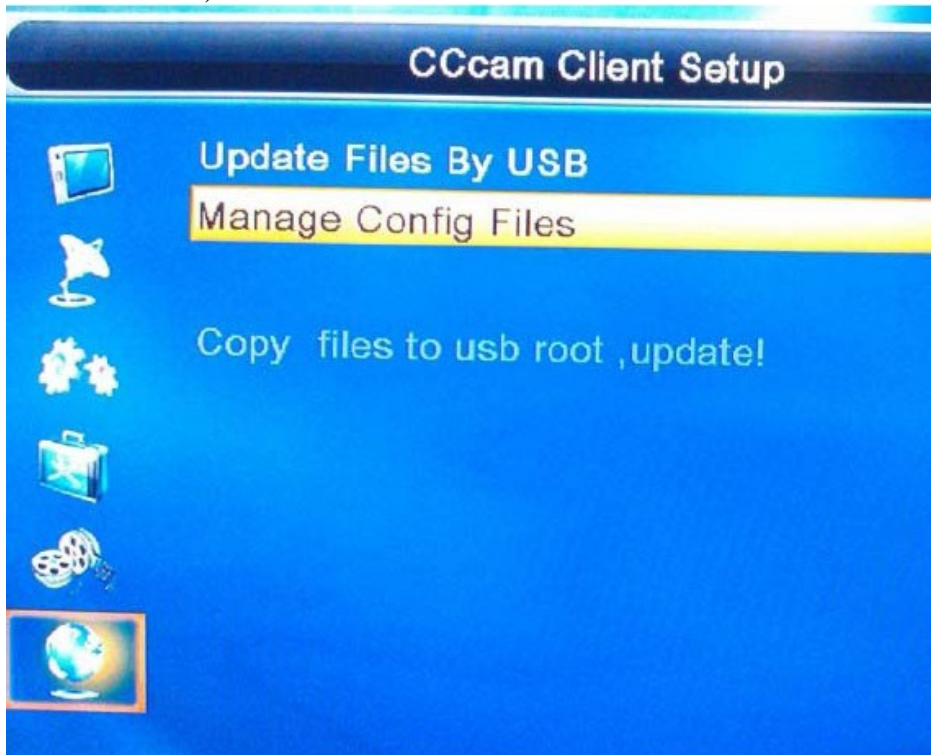 CCcam Client Setup
Update Files By USB
Manage Config Files
Copy files to usb root ,update!